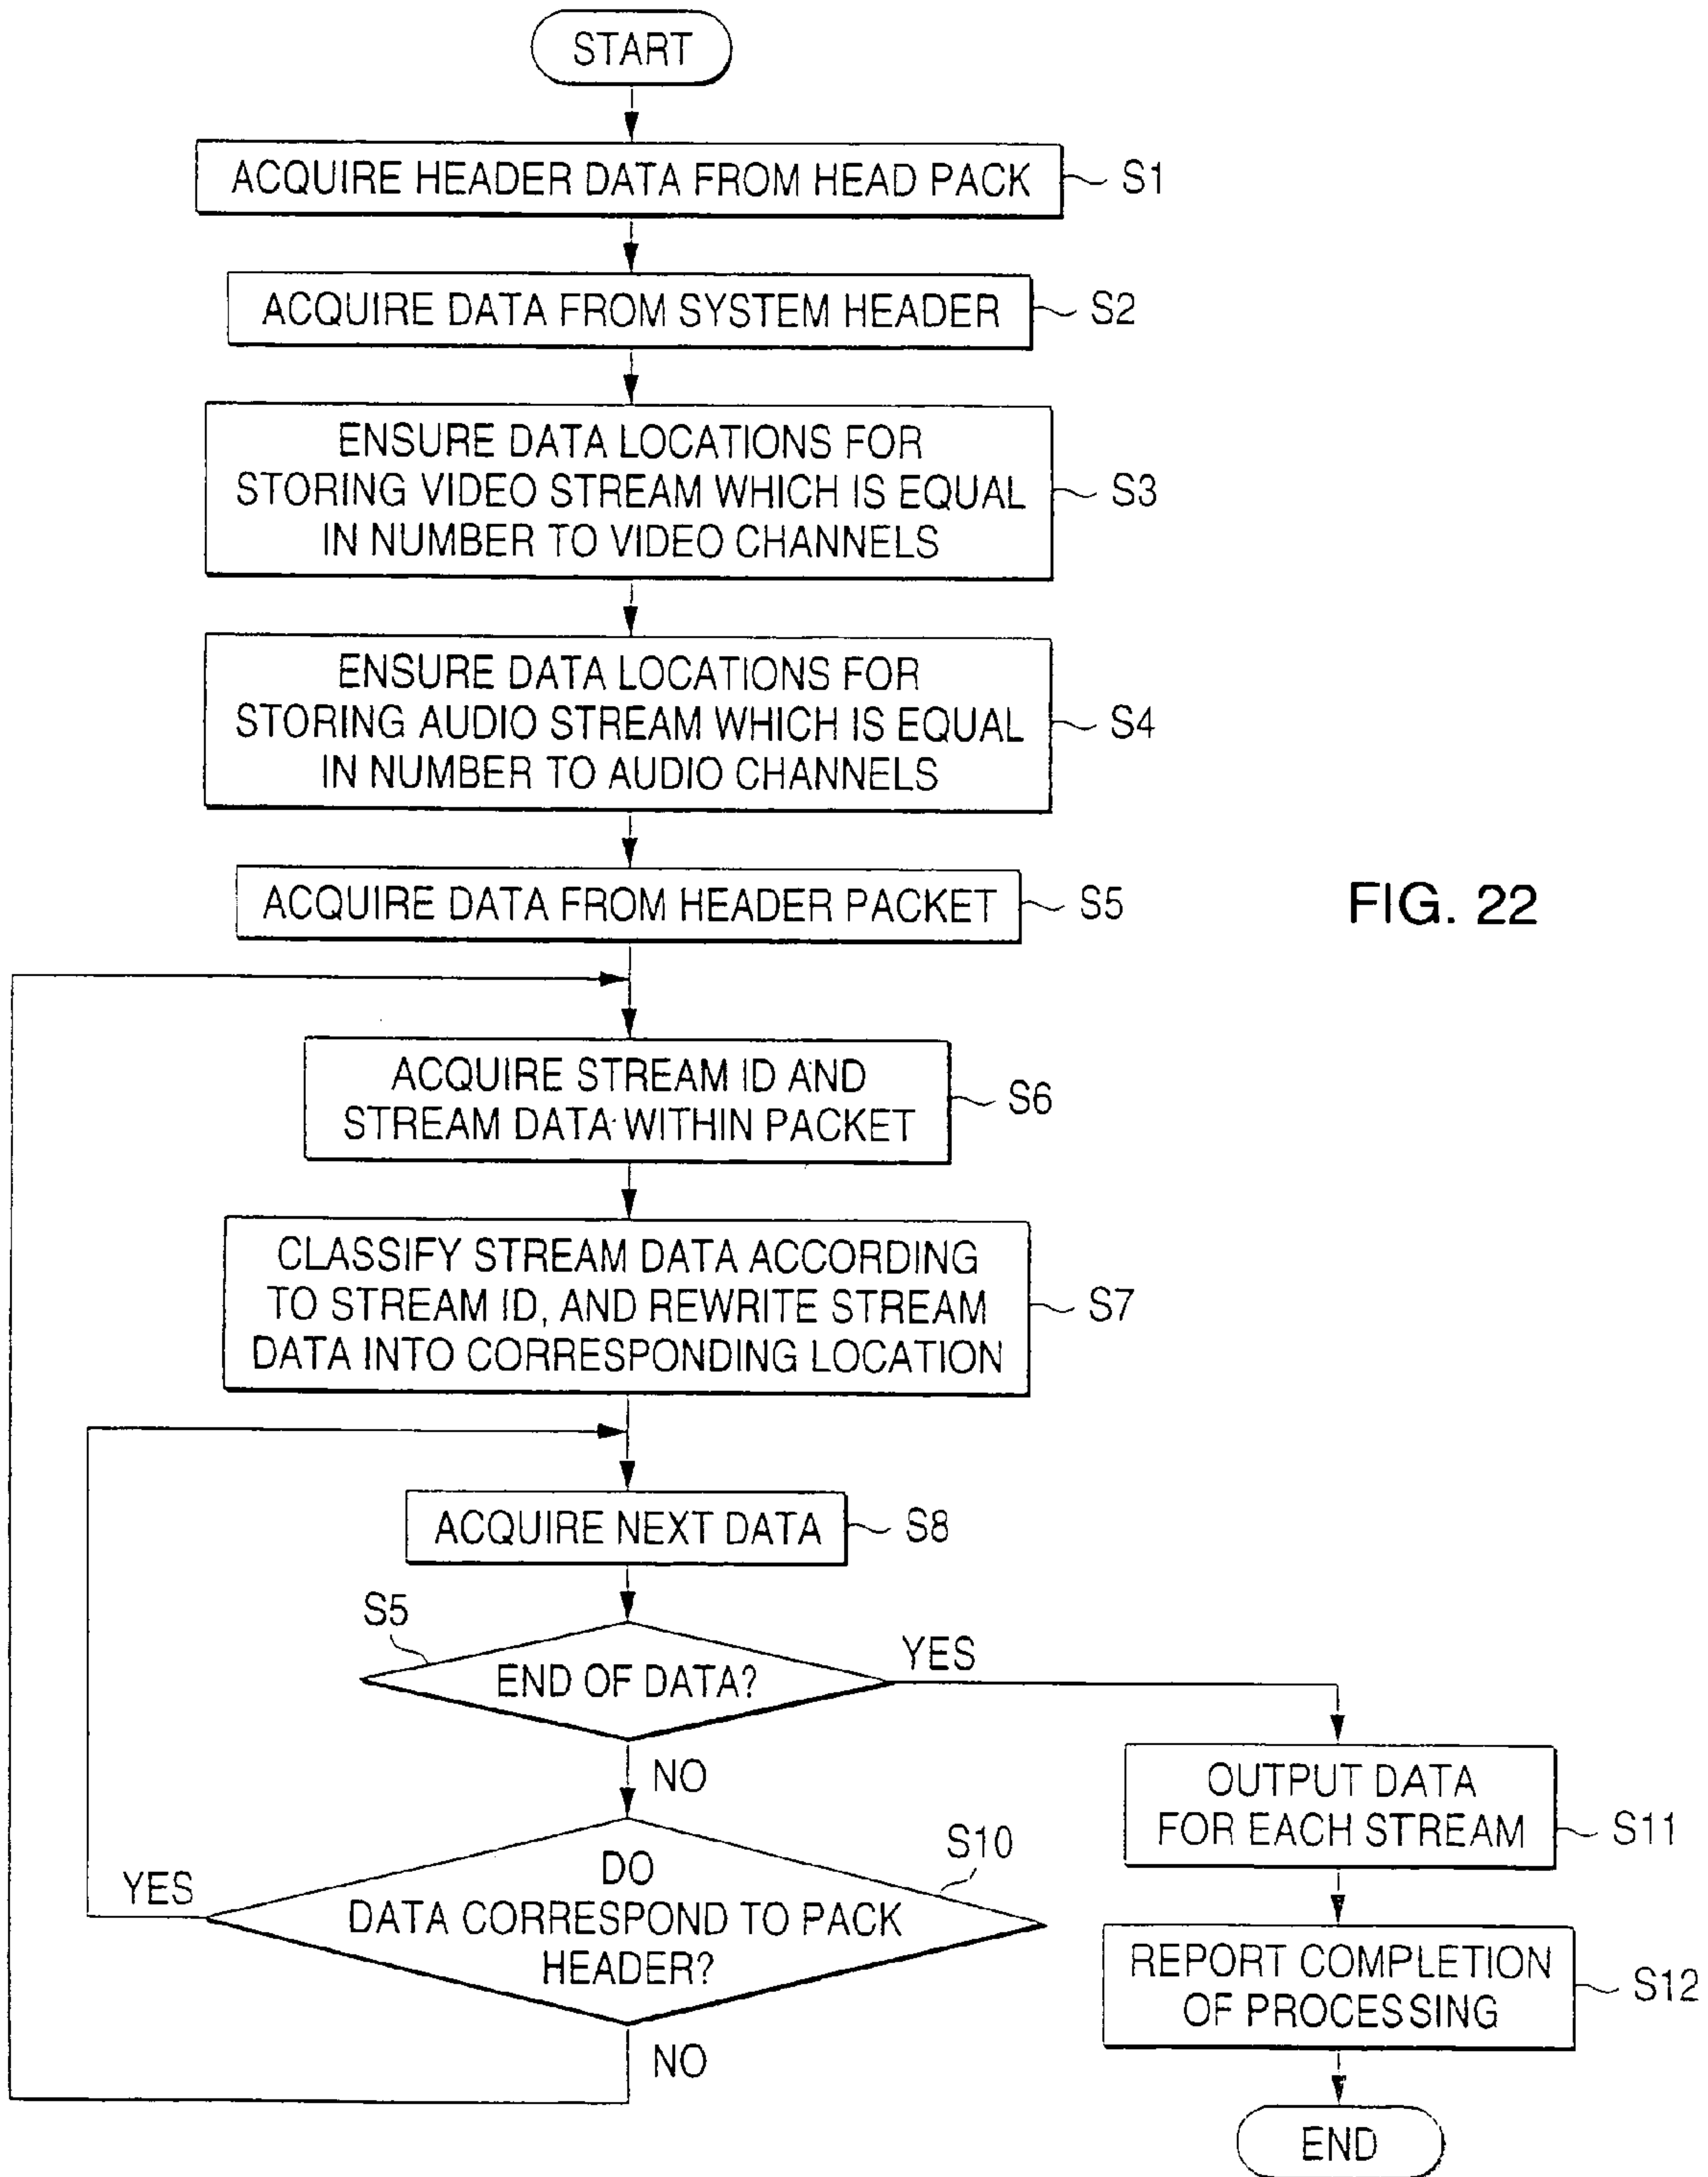 START
ACQUIRE HEADER DATA FROM HEAD PACK
S1
ACQUIRE DATA FROM SYSTEM HEADER
S2
ENSURE DATA LOCATIONS FOR
STORING VIDEO STREAM WHICH IS EQUAL
IN NUMBER TO VIDEO CHANNELS
S3
ENSURE DATA LOCATIONS FOR
STORING AUDIO STREAM WHICH IS EQUAL
IN NUMBER TO AUDIO CHANNELS
S4
ACQUIRE DATA FROM HEADER PACKET
S5
FIG. 22
ACQUIRE STREAM ID AND
STREAM DATA WITHIN PACKET
S6
CLASSIFY STREAM DATA ACCORDING
TO STREAM ID, AND REWRITE STREAM
DATA INTO CORRESPONDING LOCATION
S7
ACQUIRE NEXT DATA
S8
S5
END OF DATA?
YES
NO
OUTPUT DATA
FOR EACH STREAM
S11
S10
DO
DATA CORRESPOND TO PACK
HEADER?
YES
NO
REPORT COMPLETION
OF PROCESSING
S12
END